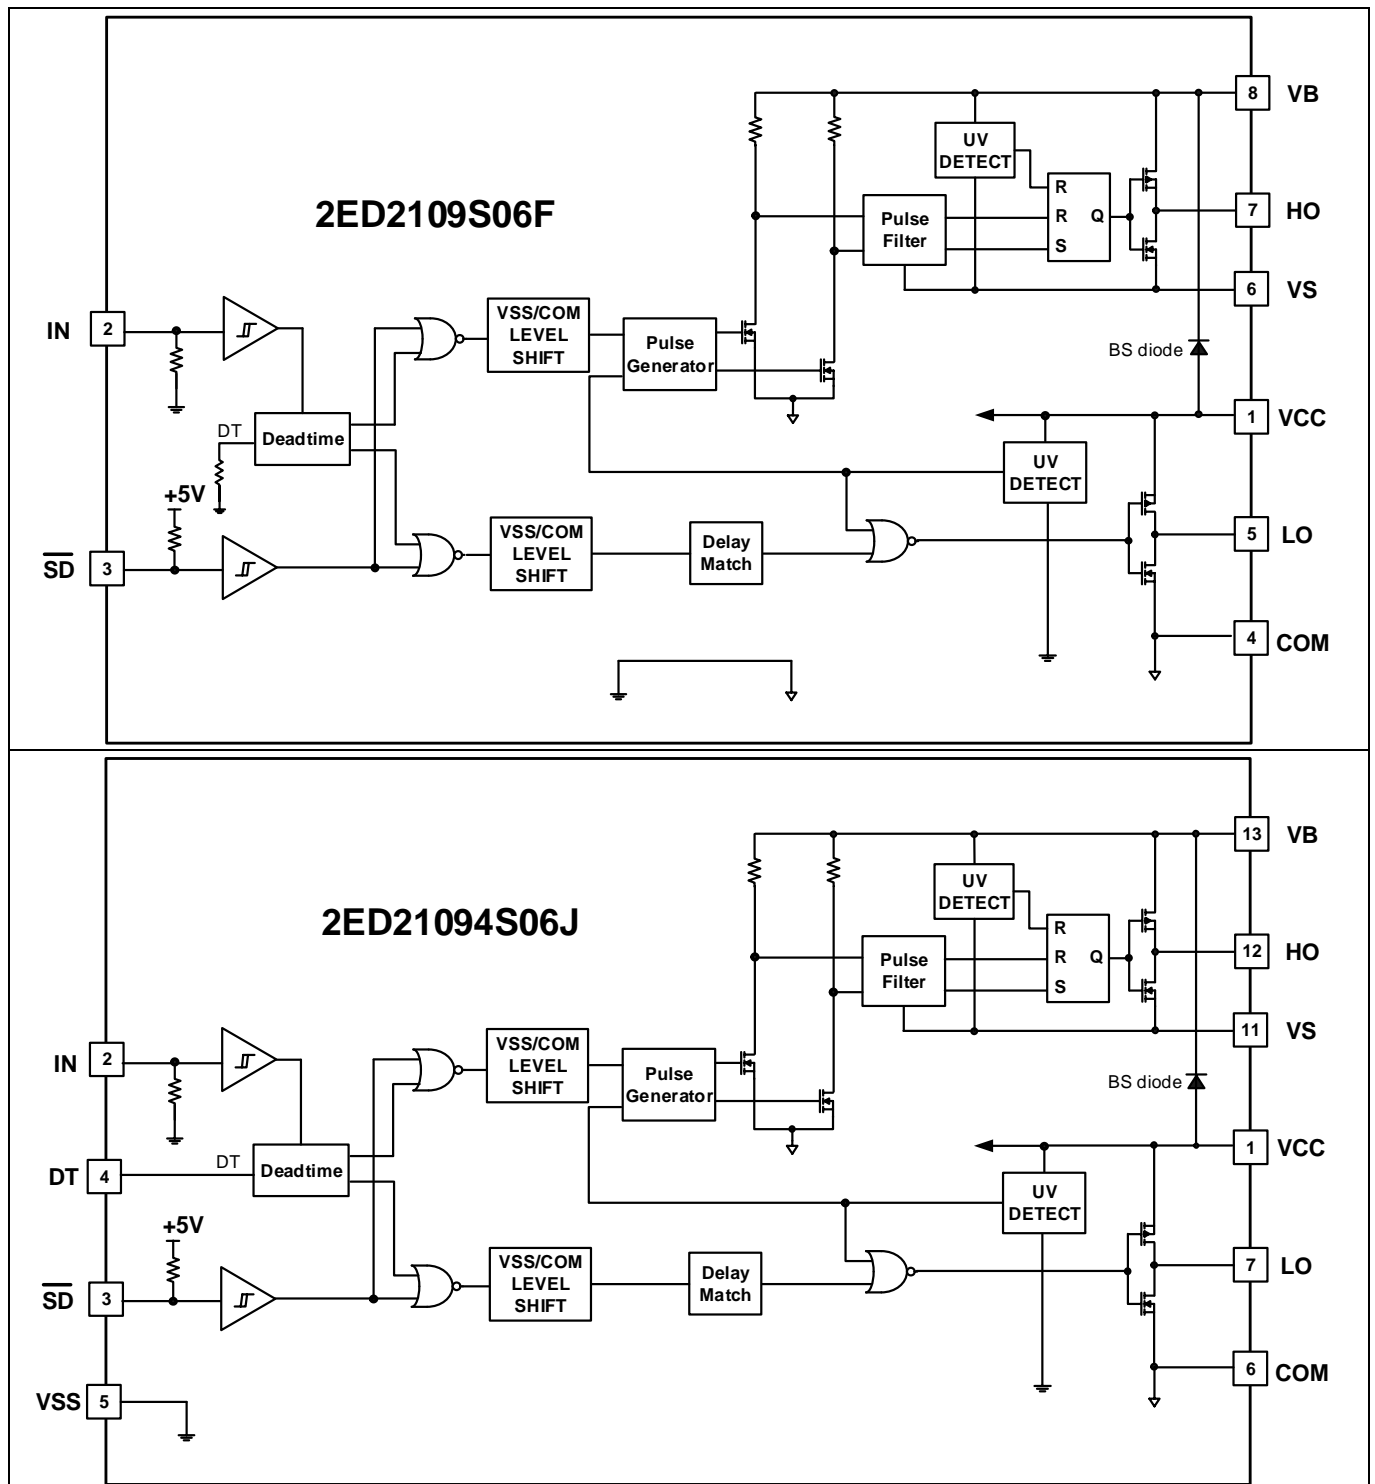 8 VB
UV
DETECT
2ED2109S06F
R
R Q
S
Pulse
Filter
7 HO
6 VS
IN 2
VSS/COM
LEVEL
SHIFT
Pulse
Generator
BS diode
DT
Deadtime
1 VCC
UV
DETECT
+5V
SD 3
VSS/COM
LEVEL
SHIFT
Delay
Match
5 LO
4 COM
13 VB
UV
DETECT
2ED21094S06J
R
R Q
S
Pulse
Filter
12 HO
11 VS
IN 2
VSS/COM
LEVEL
SHIFT
Pulse
Generator
BS diode
DT 4
DT
Deadtime
1 VCC
UV
DETECT
+5V
SD 3
VSS/COM
LEVEL
SHIFT
Delay
Match
7 LO
6 COM
VSS 5